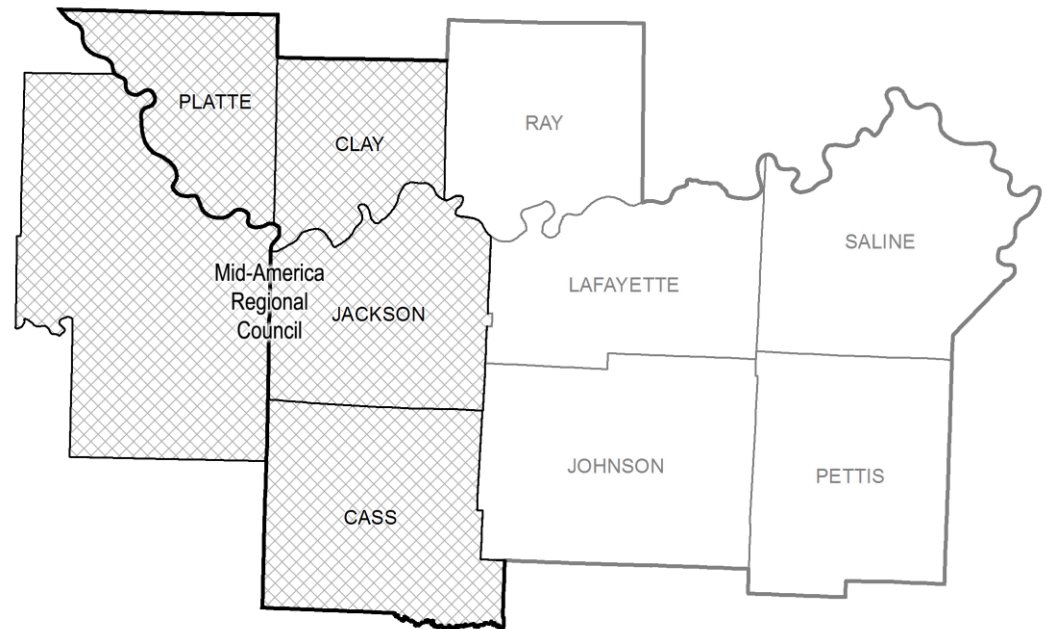 PLATTE
CLAY
RAY
SALINE
Mid-America
Regional
Council
JACKSON
LAFAYETTE
JOHNSON
PETTIS
CASS